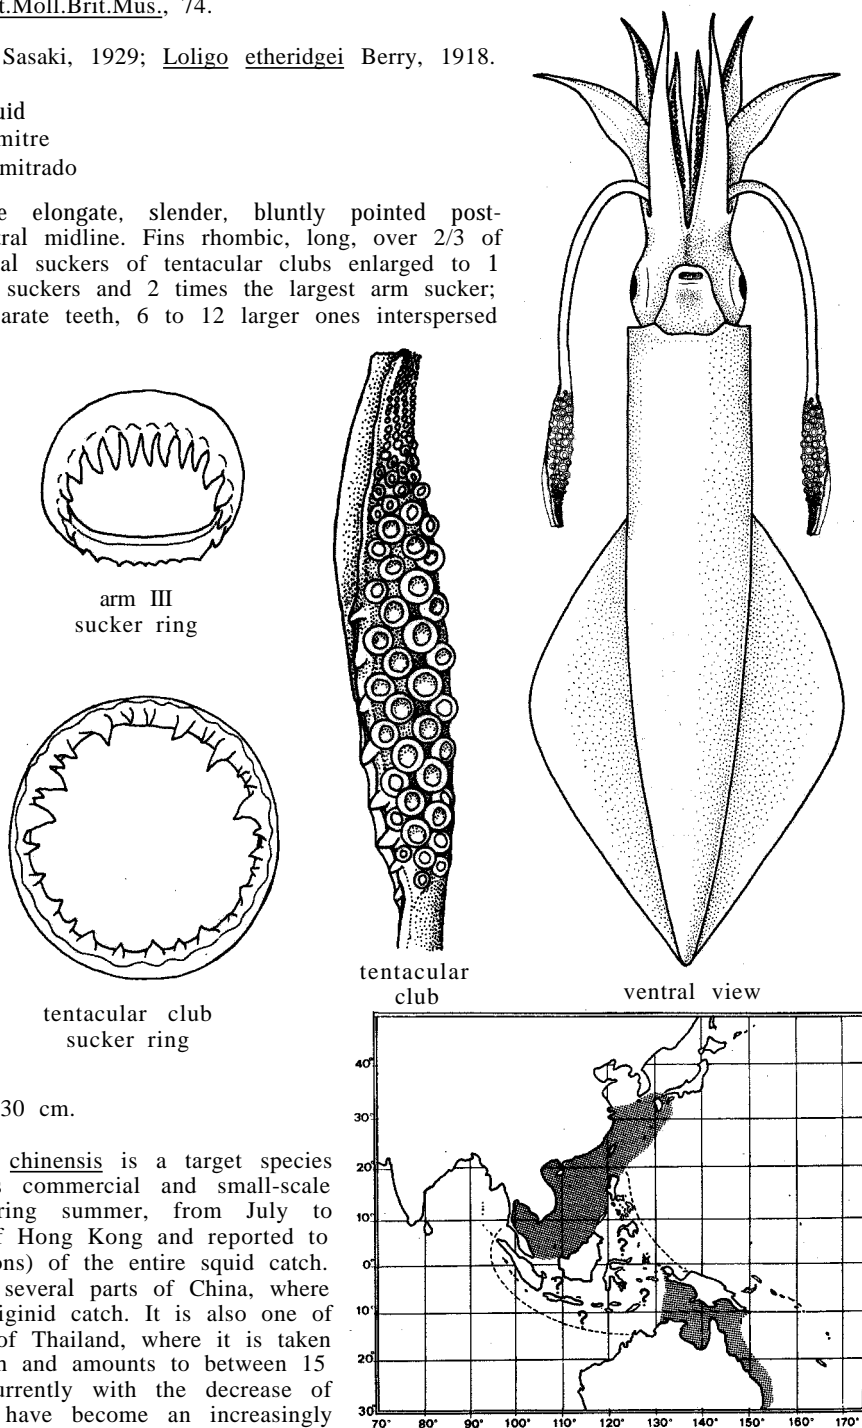 t.Moll.Brit.Mus., 74.
Sasaki, 1929; Loligo etheridgei Berry, 1918.
uid
mitre
mitrado
e elongate, slender, bluntly pointed post-
tral midline. Fins rhombic, long, over 2/3 of
al suckers of tentacular clubs enlarged to 1
suckers and 2 times the largest arm sucker;
arate teeth, 6 to 12 larger ones interspersed
arm III
sucker ring
tentacular club
sucker ring
tentacular
club
ventral view
30 cm.
chinensis is a target species
s commercial and small-scale
ring summer, from July to
f Hong Kong and reported to
ons) of the entire squid catch.
several parts of China, where
iginid catch. It is also one of
of Thailand, where it is taken
n and amounts to between 15
urrently with the decrease of
have become an increasingly
40°
30°
20°
10°
0°
10°
20°
30°
? ? ? ? ?
70° 80° 90° 100° 110° 120° 130° 140° 150° 160° 170°